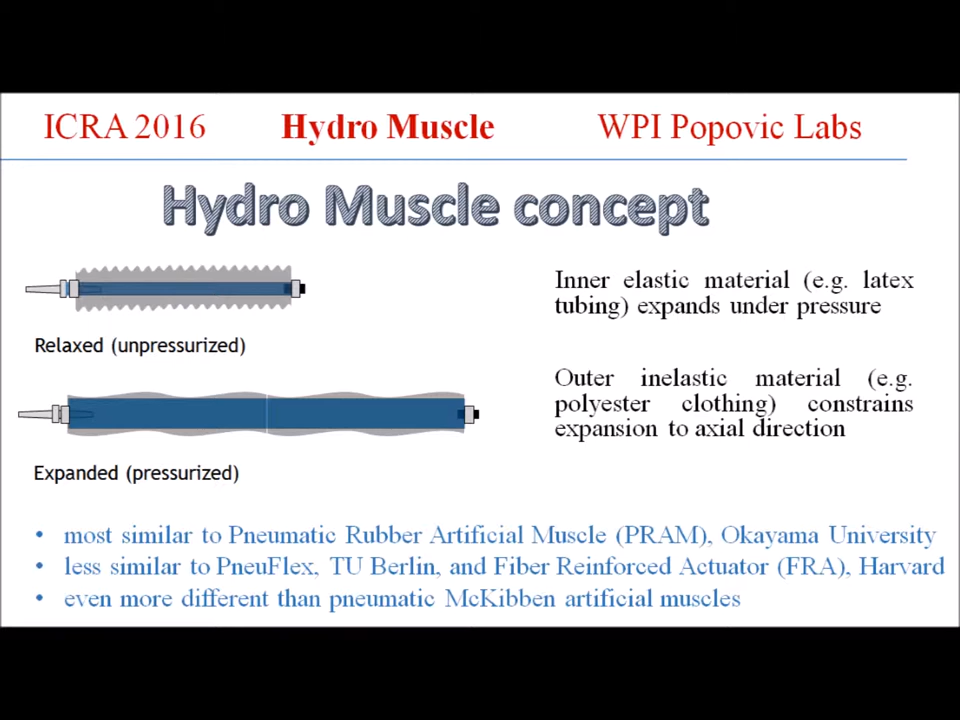 ICRA 2016 Hydro Muscle WPI Popovic Labs
Hydro Muscle concept
Relaxed (unpressurized)
Inner elastic material (e.g. latex
tubing) expands under pressure
Expanded (pressurized)
Outer inelastic material (e.g.
polyester clothing) constrains
expansion to axial direction
• most similar to Pneumatic Rubber Artificial Muscle (PRAM), Okayama University
• less similar to PneuFlex, TU Berlin, and Fiber Reinforced Actuator (FRA), Harvard
• even more different than pneumatic McKibben artificial muscles